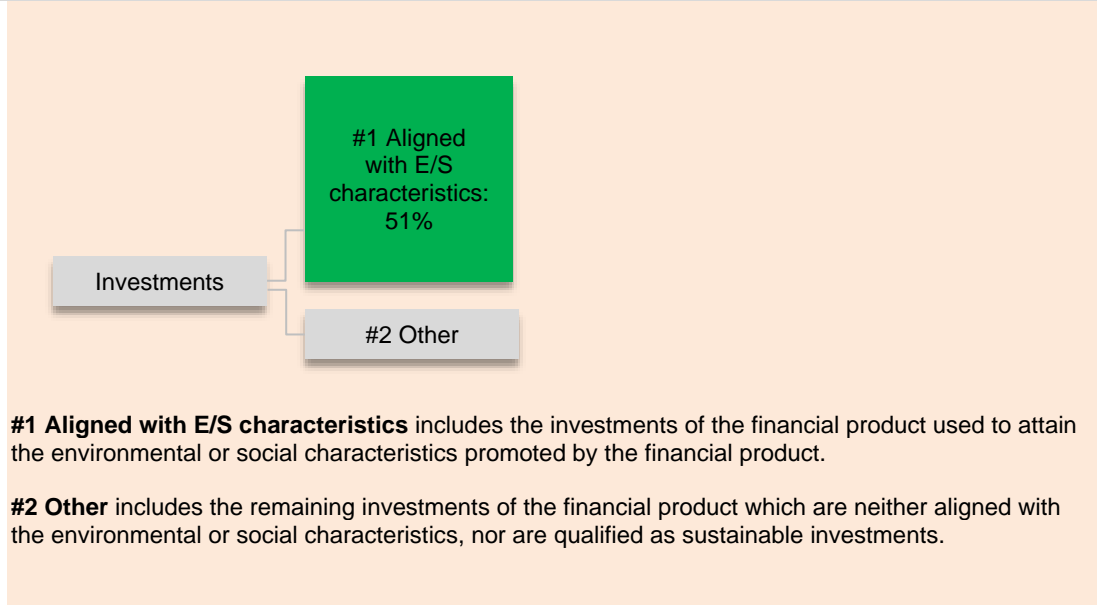 #1 Aligned
with E/S
characteristics:
51%
Investments
#2 Other
#1 Aligned with E/S characteristics includes the investments of the financial product used to attain
the environmental or social characteristics promoted by the financial product.
#2 Other includes the remaining investments of the financial product which are neither aligned with
the environmental or social characteristics, nor are qualified as sustainable investments.